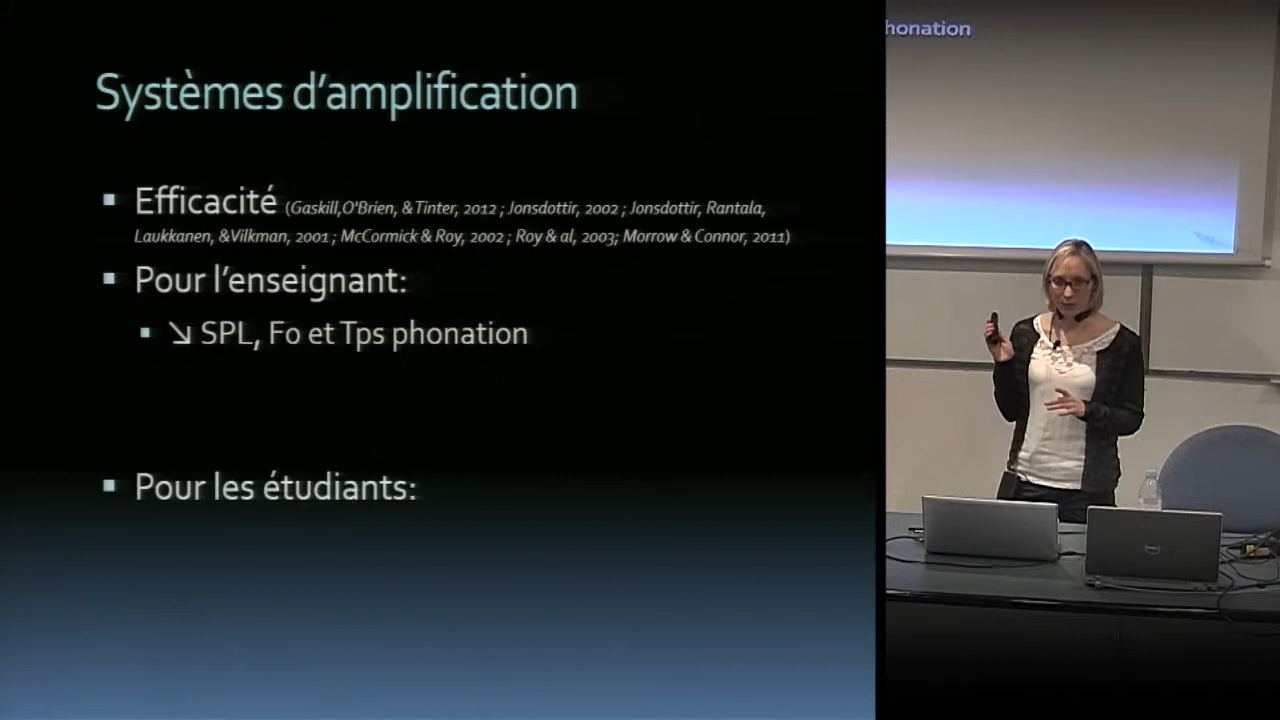 Systèmes d'amplification
Efficacité (Gaskill,O'Brien, & Tinter, 2012 ; Jonsdottir, 2002 ; Jonsdottir, Rantala,
Laukkanen, &Vilkman, 2001 ; McCormick & Roy, 2002 ; Roy & al, 2003; Morrow & Connor, 2011)
Pour l'enseignant:
↘ SPL, Fo et Tps phonation
Pour les étudiants:
honation
DELL